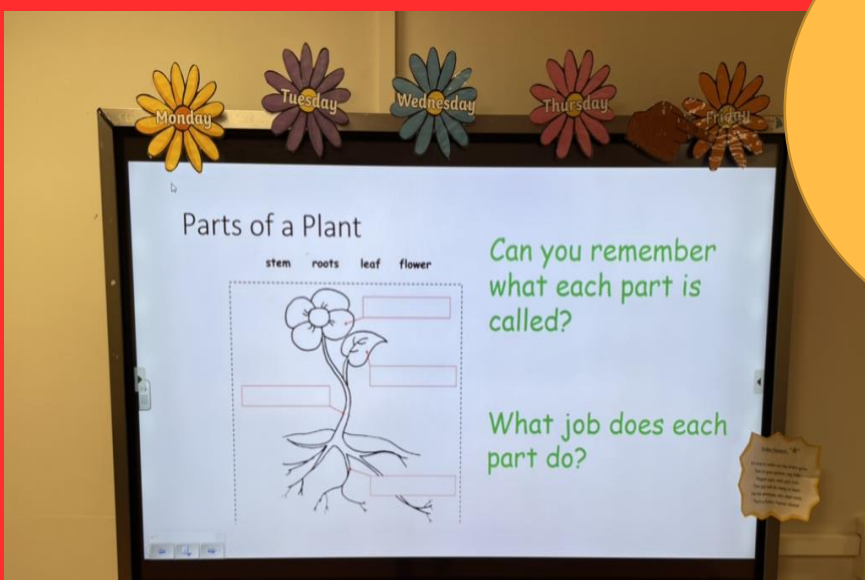 Monday
Tuesday
Wednesday
Thursday
Friday
Parts of a Plant
stem roots leaf flower
Can you remember
what each part is
called?
What job does each
part do?